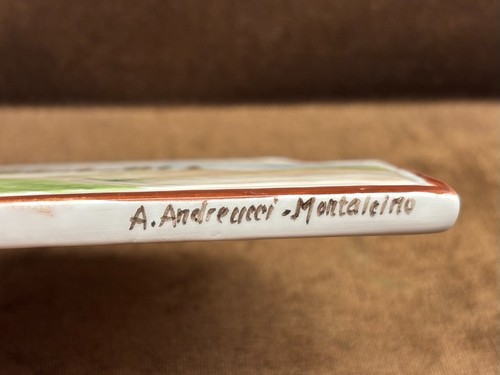 A. Andreucci - Montalcino